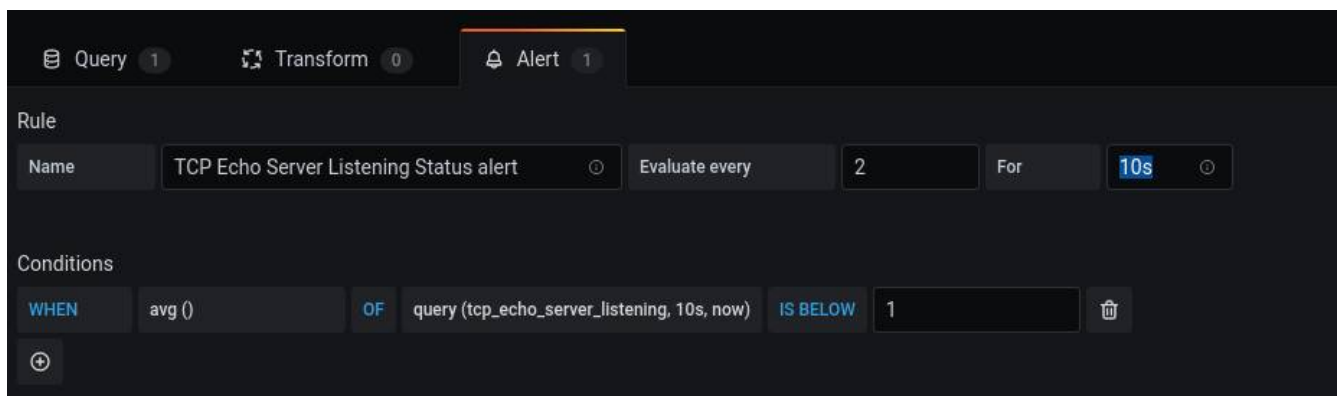 Query 1 Transform 0 Alert 1
Rule
Name TCP Echo Server Listening Status alert Evaluate every 2 For 10s
Conditions
WHEN avg () OF query (tcp_echo_server_listening, 10s, now) IS BELOW 1